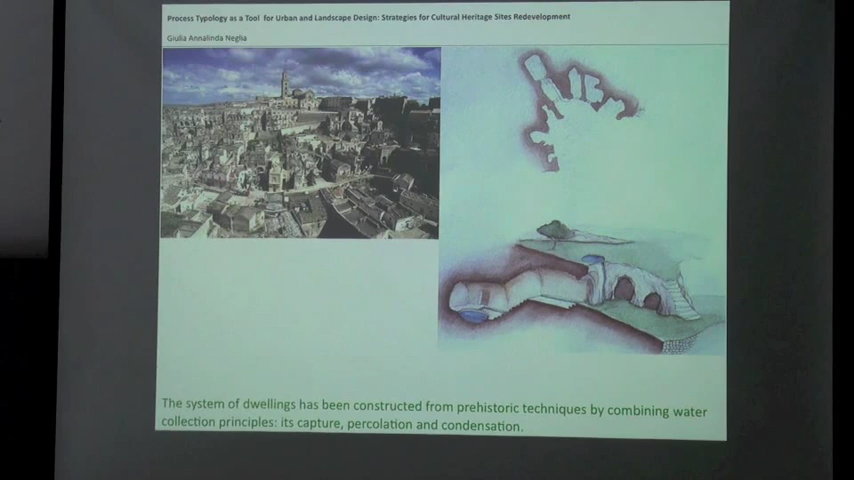 Process Typology as a Tool for Urban and Landscape Design: Strategies for Cultural Heritage Sites Redevelopment
Giulia Annalinda Neglia
The system of dwellings has been constructed from prehistoric techniques by combining water
collection principles: its capture, percolation and condensation.